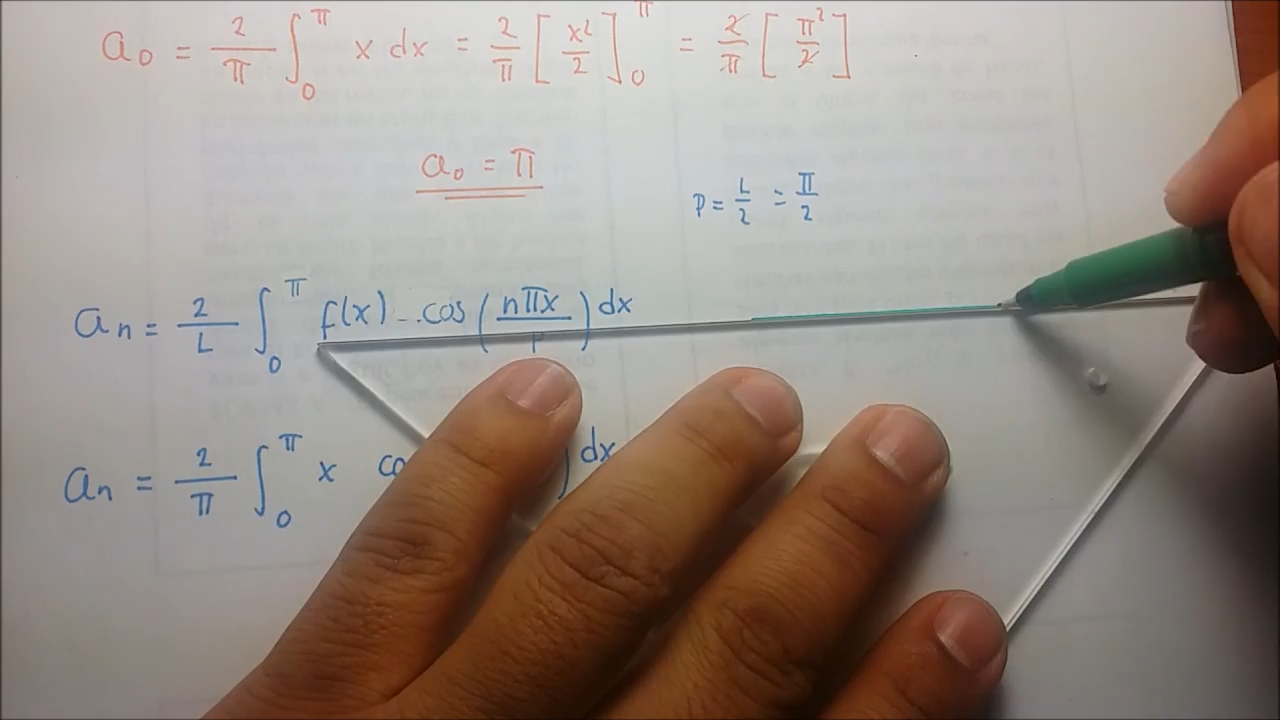 a₀ = 2/π ∫₀^π x dx = 2/π [x²/2]₀^π = 2/π [π²/2]
a₀ = π
P = L/2 = π/2
aₙ = 2/L ∫₀^π f(x) cos (nπx/P) dx
aₙ = 2/π ∫₀^π x ) dx